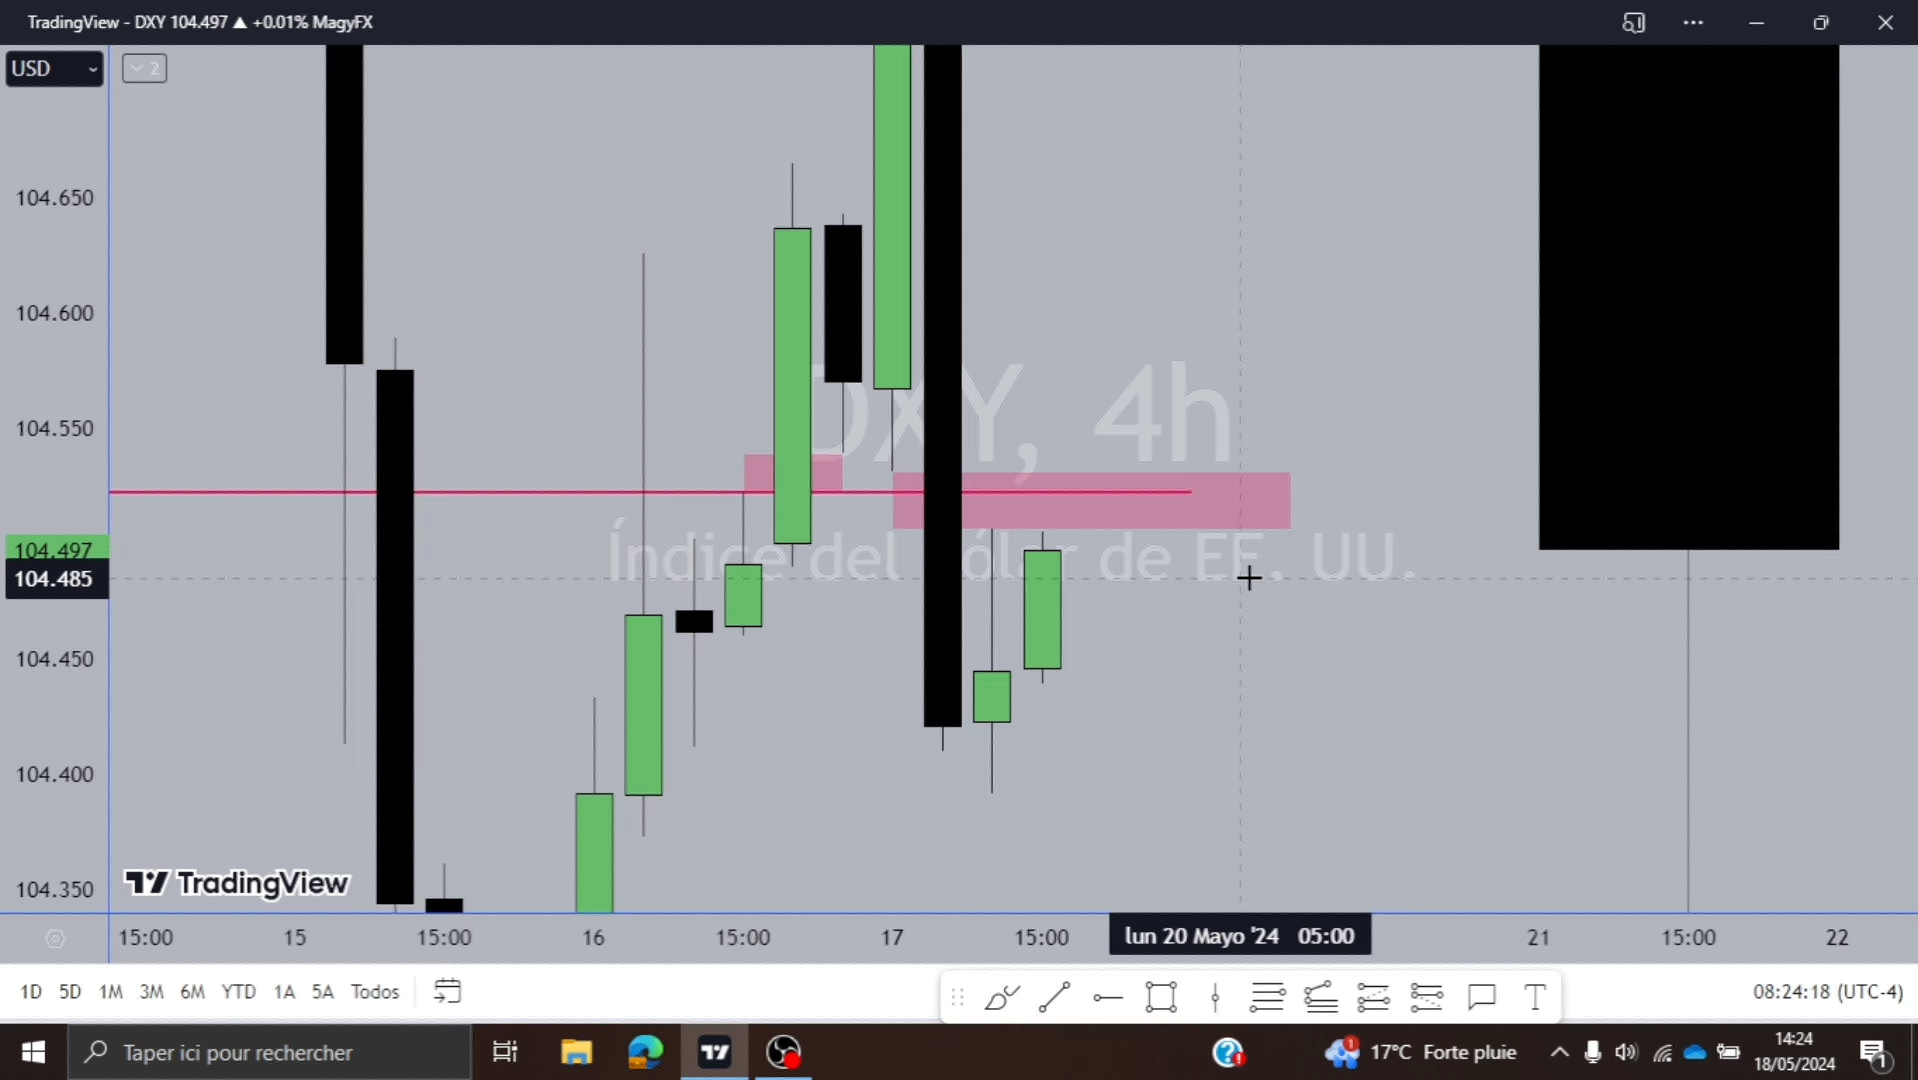 TradingView - DXY 104.497 ▲ +0.01% MagyFX
USD
2
104.650
104.600
104.550
104.497
104.485
104.450
104.400
104.350
DXY, 4h
Índice del dólar de EE. UU.
TradingView
15:00 15 15:00 16 15:00 17 15:00 lun 20 Mayo '24 05:00 21 15:00 22
1D 5D 1M 3M 6M YTD 1A 5A Todos
08:24:18 (UTC-4)
Taper ici pour rechercher
1
17°C Forte pluie
14:24
18/05/2024
1